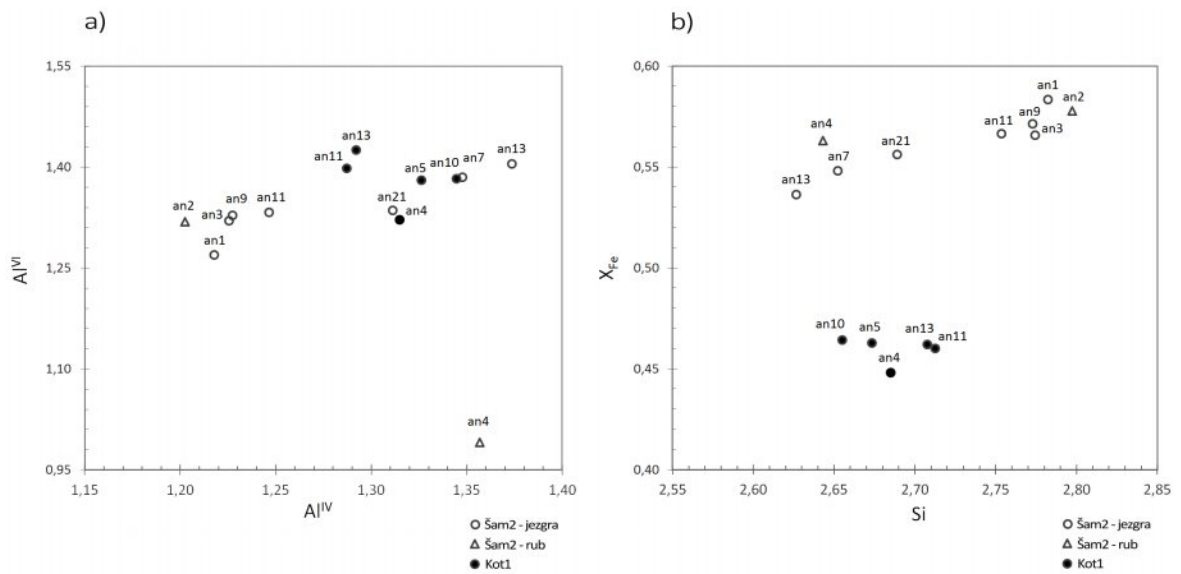 a)
1,55
1,40
1,25
1,10
0,95
Al^VI
1,15
1,20
1,25
1,30
1,35
1,40
Al^IV
an13
an11
an5
an10
an7
an13
an2
an3
an9
an11
an21
an4
an1
an4
Šam2 - jezgra
Šam2 - rub
Kot1
b)
0,60
0,55
0,50
0,45
0,40
X_Fe
2,55
2,60
2,65
2,70
2,75
2,80
2,85
Si
an1
an2
an9
an11
an3
an4
an21
an7
an13
an10
an5
an13
an11
an4
Šam2 - jezgra
Šam2 - rub
Kot1